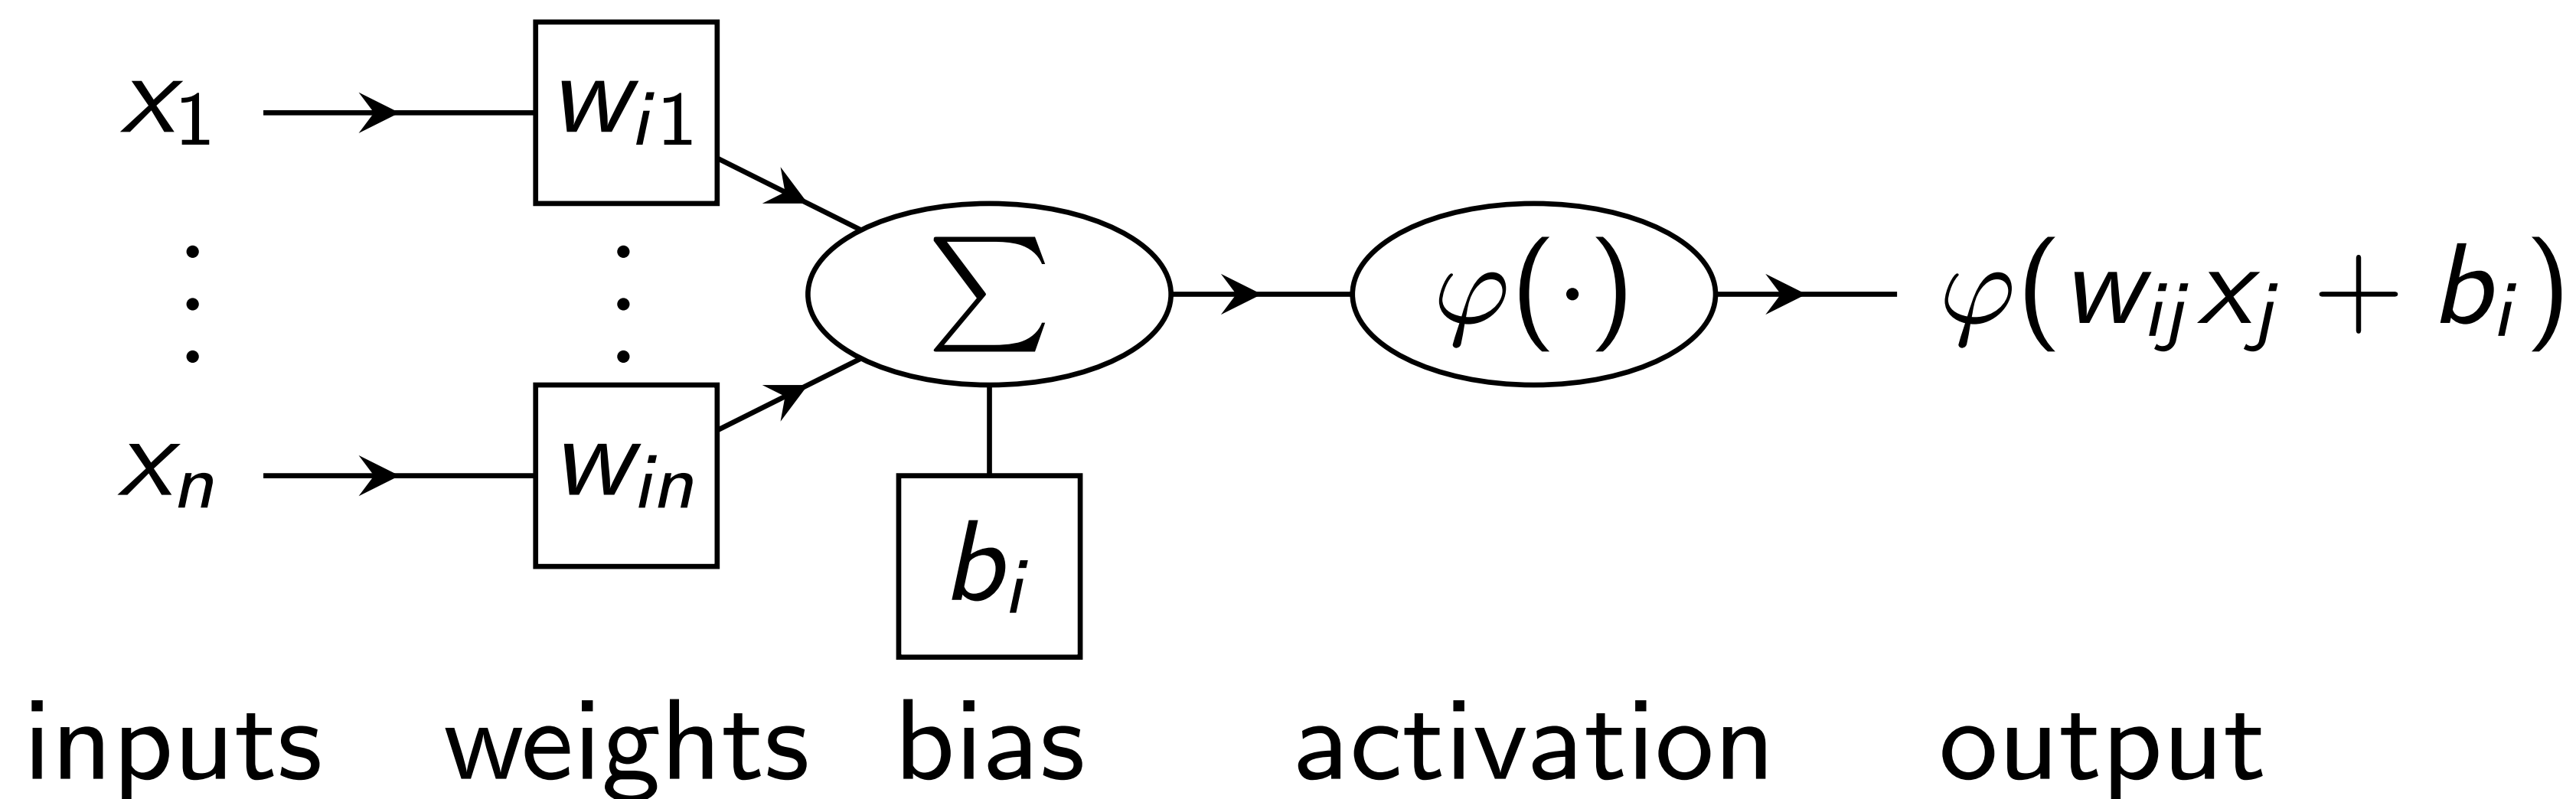 x₁ wᵢ₁
∑ φ(·) φ(wᵢⱼxⱼ + bᵢ)
xₙ wᵢₙ
bᵢ
inputs weights bias activation output